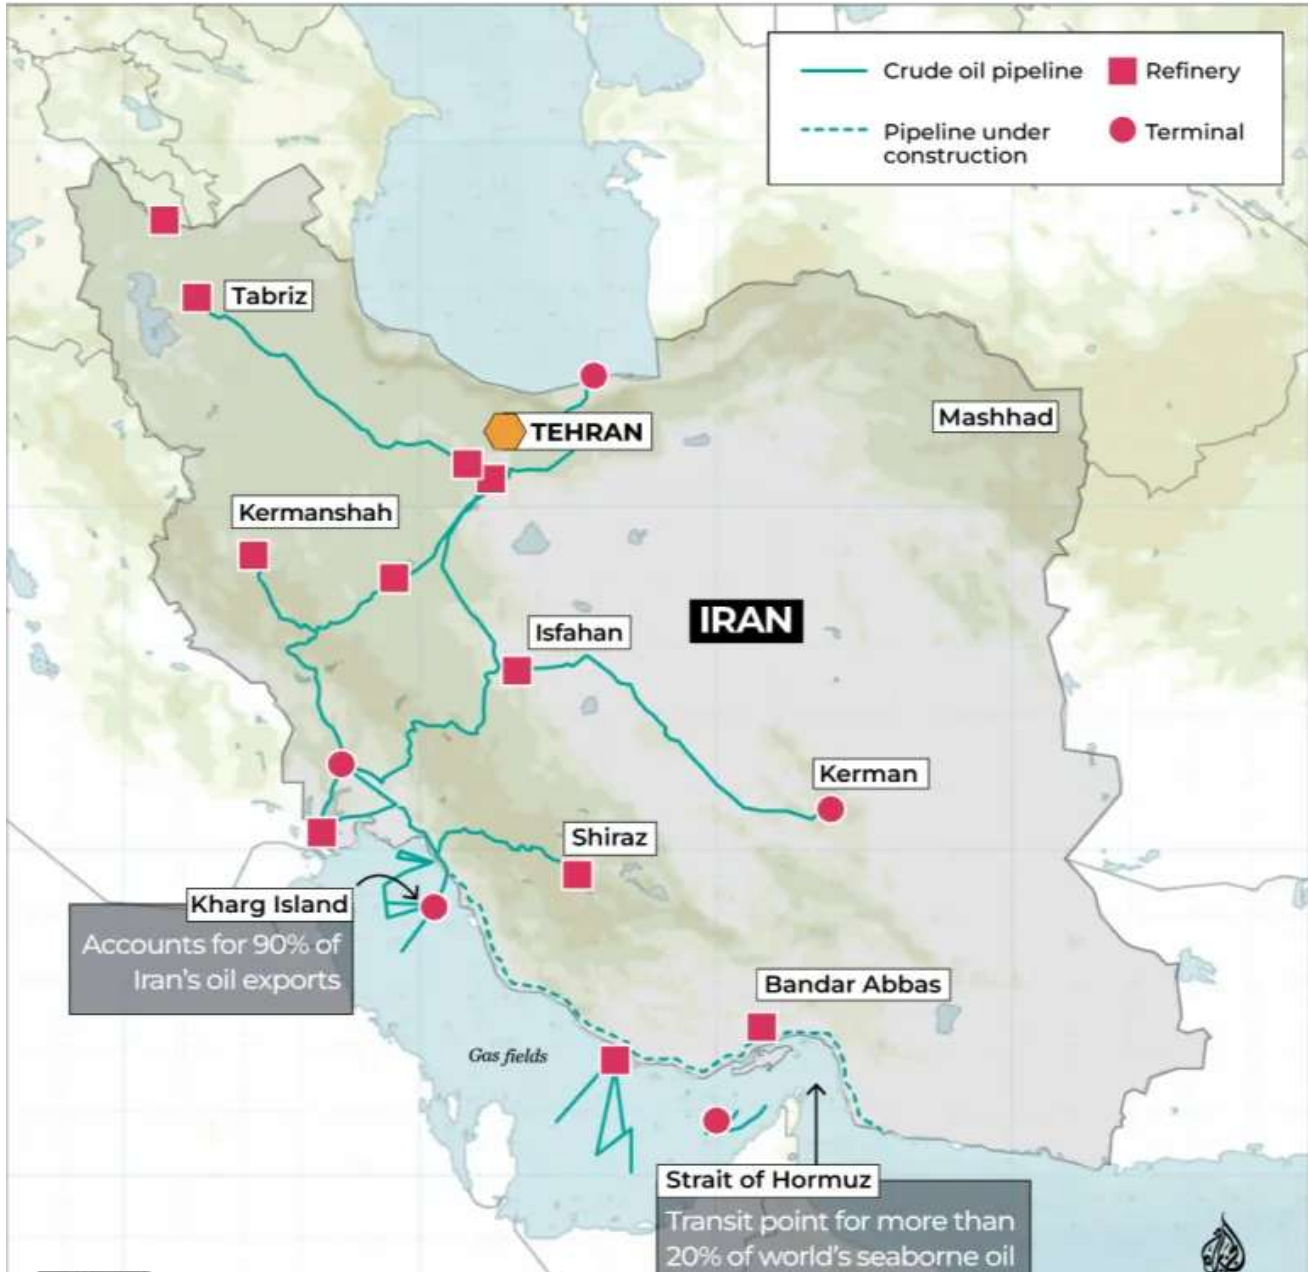 Crude oil pipeline
Refinery
Pipeline under
construction
Terminal
Tabriz
TEHRAN
Mashhad
Kermanshah
Isfahan
IRAN
Kerman
Shiraz
Kharg Island
Accounts for 90% of
Iran's oil exports
Bandar Abbas
Gas fields
Strait of Hormuz
Transit point for more than
20% of world's seaborne oil